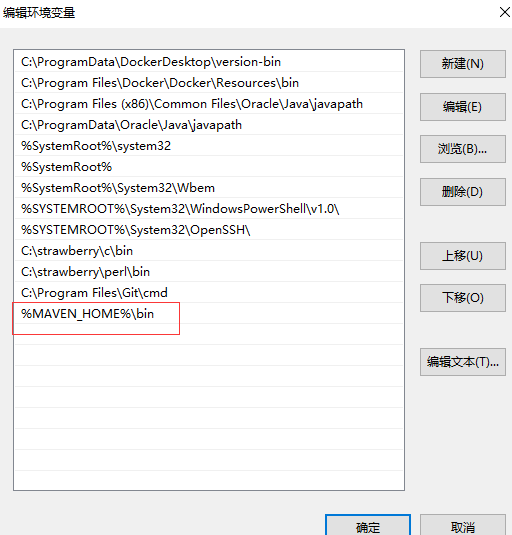 编辑环境变量
C:\ProgramData\DockerDesktop\version-bin
C:\Program Files\Docker\Docker\Resources\bin
C:\Program Files (x86)\Common Files\Oracle\Java\javapath
C:\ProgramData\Oracle\Java\javapath
%SystemRoot%\system32
%SystemRoot%
%SystemRoot%\System32\Wbem
%SYSTEMROOT%\System32\WindowsPowerShell\v1.0\
%SYSTEMROOT%\System32\OpenSSH\
C:\strawberry\c\bin
C:\strawberry\perl\bin
C:\Program Files\Git\cmd
%MAVEN_HOME%\bin
新建(N)
编辑(E)
浏览(B)...
删除(D)
上移(U)
下移(O)
编辑文本(T)...
确定
取消